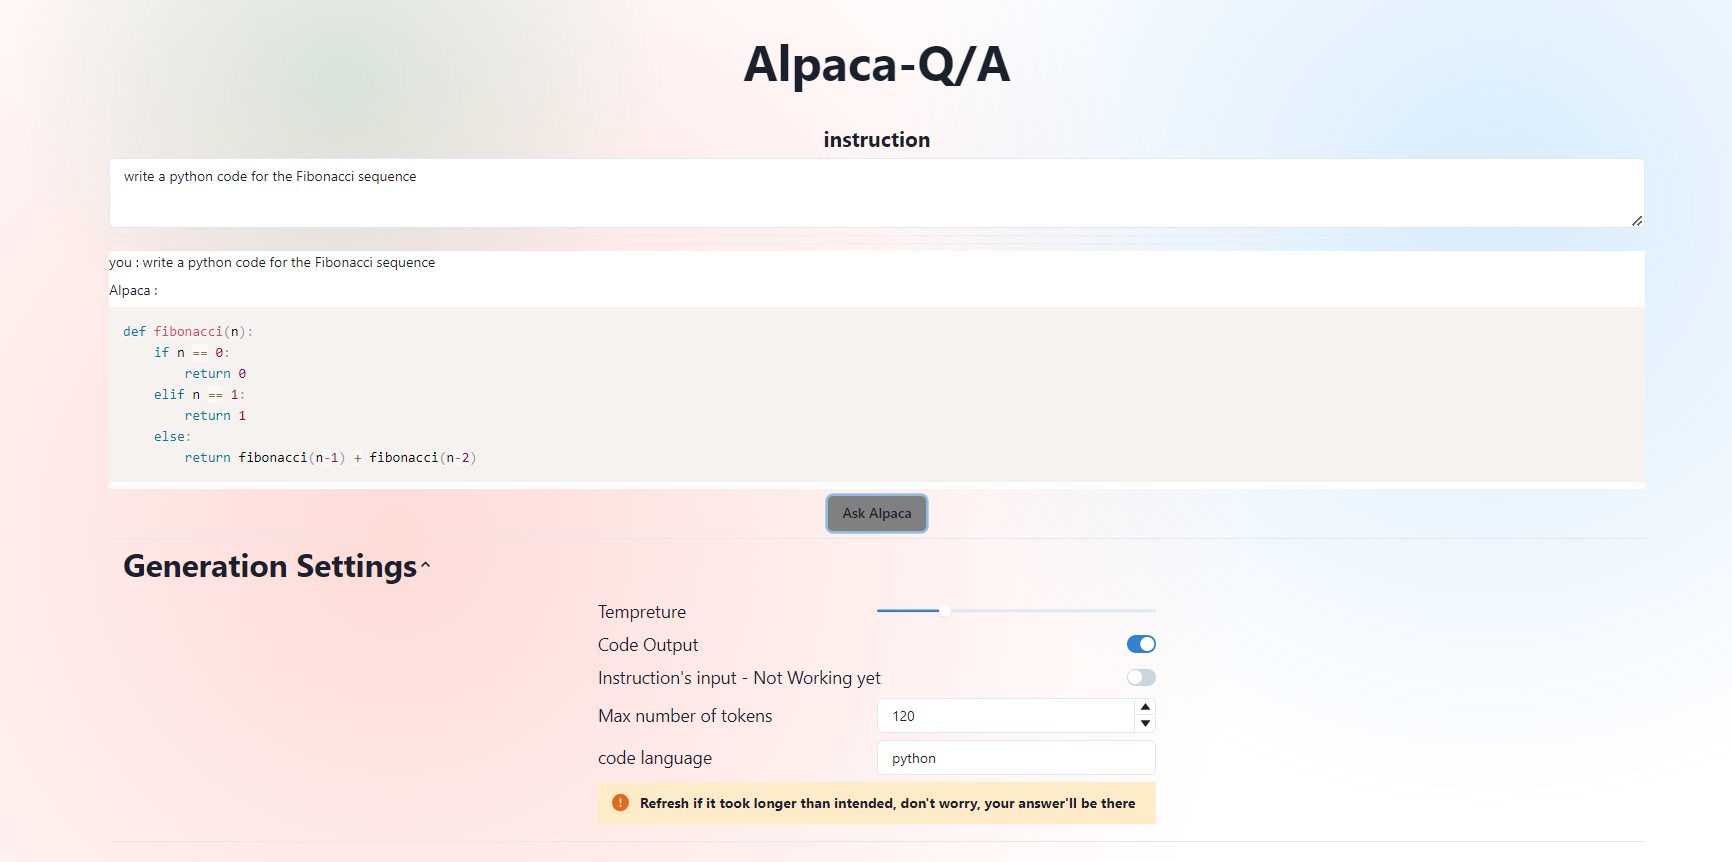 Alpaca-Q/A
instruction
write a python code for the Fibonacci sequence
you : write a python code for the Fibonacci sequence
Alpaca :
def fibonacci(n):
    if n == 0:
        return 0
    elif n == 1:
        return 1
    else:
        return fibonacci(n-1) + fibonacci(n-2)
Ask Alpaca
Generation Settings
Tempreture
Code Output
Instruction's input - Not Working yet
Max number of tokens 120
code language python
Refresh if it took longer than intended, don't worry, your answer'll be there